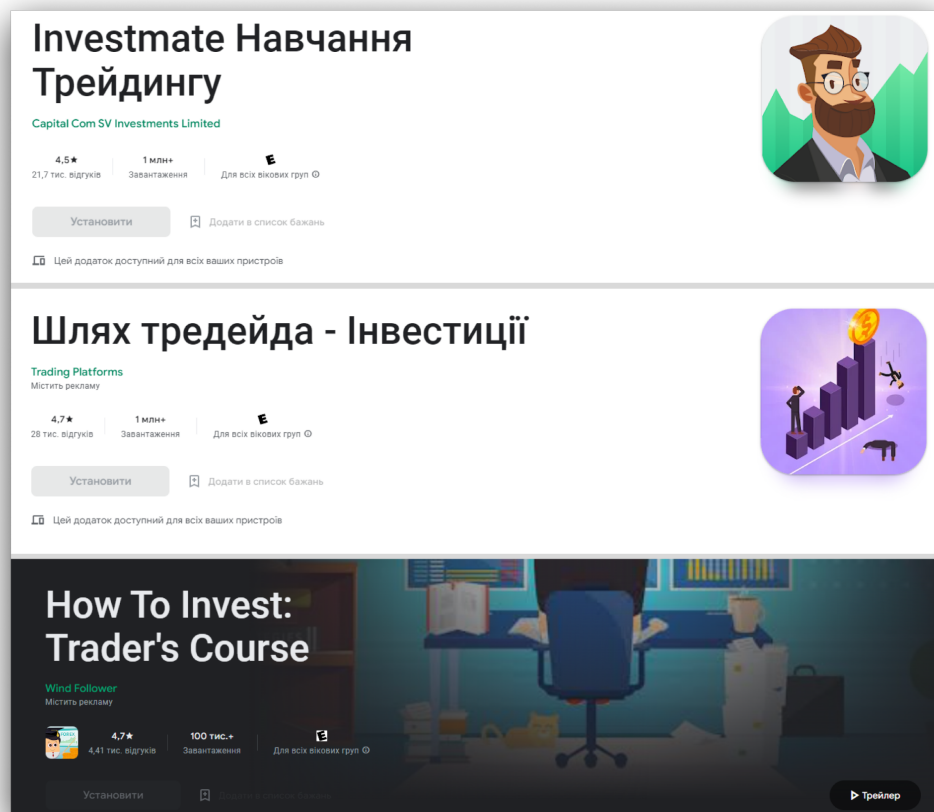 Investmate Навчання
Трейдингу
Capital Com SV Investments Limited
4,5★ 1 млн+ E
21,7 тис. відгуків Завантаження Для всіх вікових груп
Установити Додати в список бажань
Цей додаток доступний для всіх ваших пристроїв
Шлях тредейда - Інвестиції
Trading Platforms
Містить рекламу
4,7★ 1 млн+ E
28 тис. відгуків Завантаження Для всіх вікових груп
Установити Додати в список бажань
Цей додаток доступний для всіх ваших пристроїв
How To Invest:
Trader's Course
Wind Follower
Містить рекламу
4,7★ 100 тис.+ E
4,41 тис. відгуків Завантаження Для всіх вікових груп
Установити Додати в список бажань
Трейлер